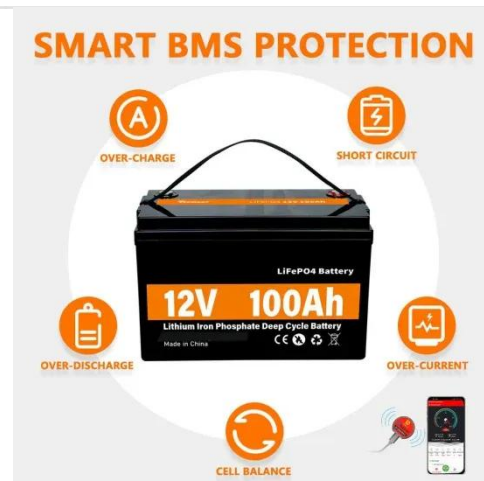 SMART BMS PROTECTION
OVER-CHARGE
SHORT CIRCUIT
LiFePO4 Battery
12V 100Ah
Lithium Iron Phosphate Deep Cycle Battery
Made in China
CE
OVER-DISCHARGE
OVER-CURRENT
CELL BALANCE